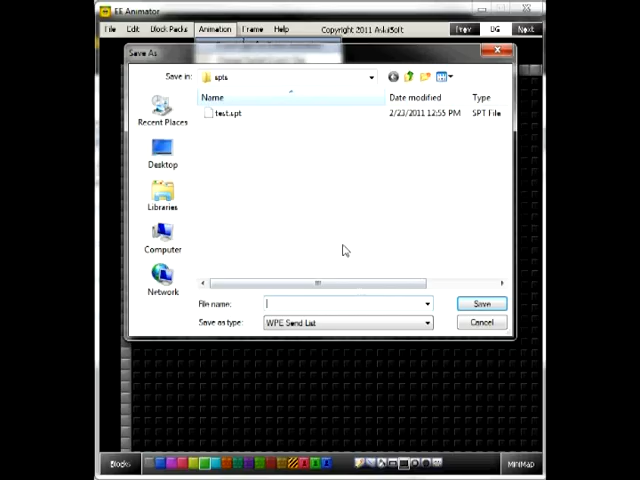 EE Animator
File Edit Block Packs Animation Frame Help Copyright 2011 AskaSoft Prev BG Next
Save As
Save in: spts
Name Date modified Type
test.spt 2/23/2011 12:55 PM SPT File
Recent Places
Desktop
Libraries
Computer
Network
File name: Save
Save as type: WPE Send List Cancel
Blocks MiniMap